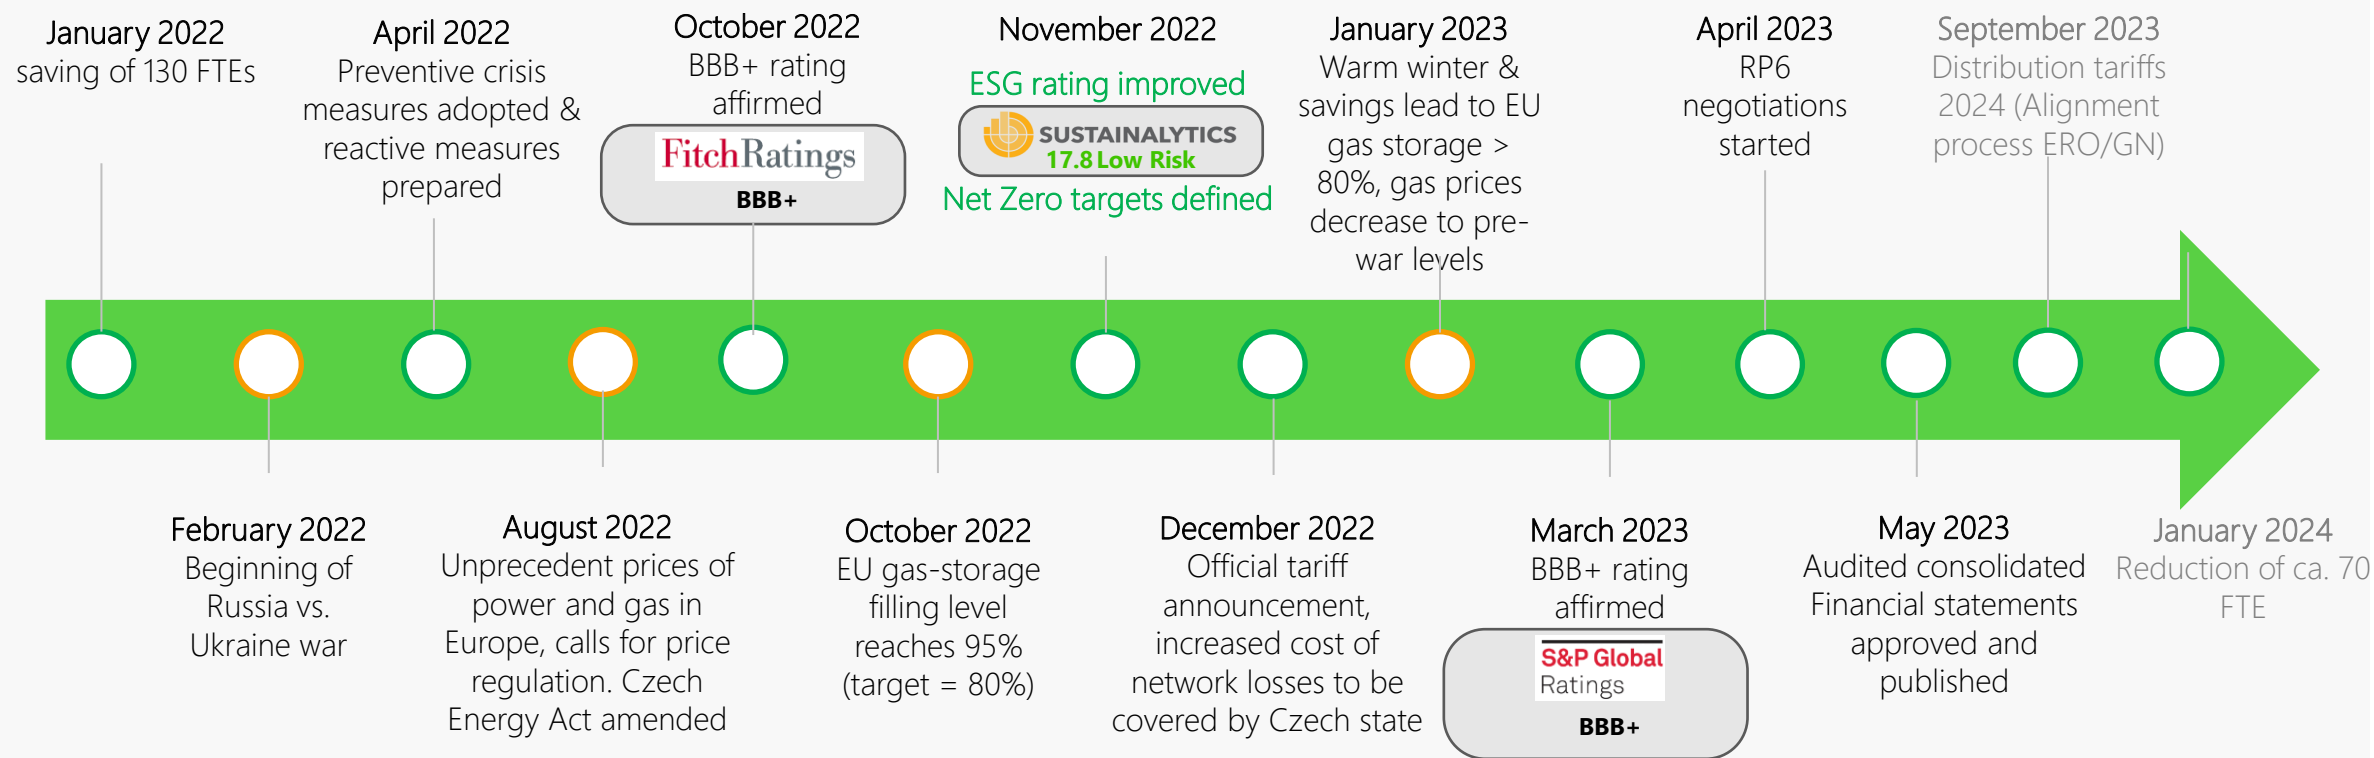 January 2022
saving of 130 FTEs
April 2022
Preventive crisis
measures adopted &
reactive measures
prepared
October 2022
BBB+ rating
affirmed
FitchRatings
BBB+
November 2022
ESG rating improved
SUSTAINALYTICS
17.8 Low Risk
Net Zero targets defined
January 2023
Warm winter &
savings lead to EU
gas storage >
80%, gas prices
decrease to pre-
war levels
April 2023
RP6
negotiations
started
September 2023
Distribution tariffs
2024 (Alignment
process ERO/GN)
February 2022
Beginning of
Russia vs.
Ukraine war
August 2022
Unprecedent prices of
power and gas in
Europe, calls for price
regulation. Czech
Energy Act amended
October 2022
EU gas-storage
filling level
reaches 95%
(target = 80%)
December 2022
Official tariff
announcement,
increased cost of
network losses to be
covered by Czech state
March 2023
BBB+ rating
affirmed
S&P Global
Ratings
BBB+
May 2023
Audited consolidated
Financial statements
approved and
published
January 2024
Reduction of ca. 70
FTE